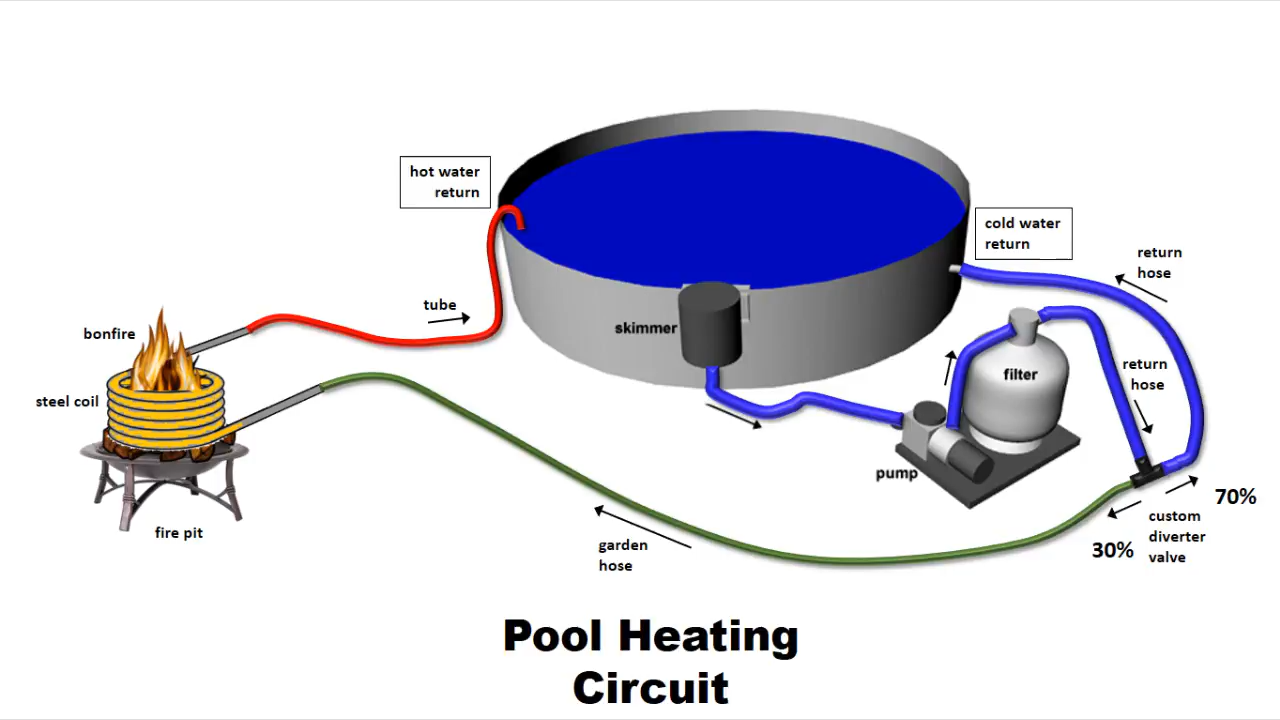 hot water
return
cold water
return
return
hose
tube
bonfire
skimmer
steel coil
filter
return
hose
pump
70%
fire pit
garden
hose
custom
diverter
valve
30%
Pool Heating
Circuit